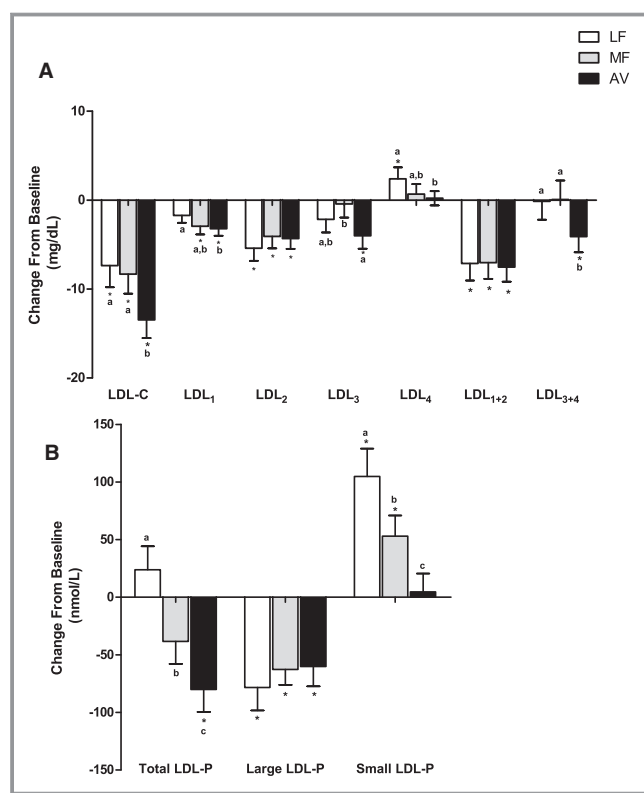 LF
MF
AV
A
Change From Baseline
(mg/dL)
10
0
-10
-20
a
*
a,b
b
a
a
a
*
a,b
*
b
*
*
*
a,b
b
*
a
*
*
*
*
b
*
a
*
a
*
b
LDL-C LDL1 LDL2 LDL3 LDL4 LDL1+2 LDL3+4
B
Change From Baseline
(nmol/L)
150
100
50
0
-50
-100
-150
a
*
b
*
a
c
b
*
c
*
*
*
Total LDL-P Large LDL-P Small LDL-P